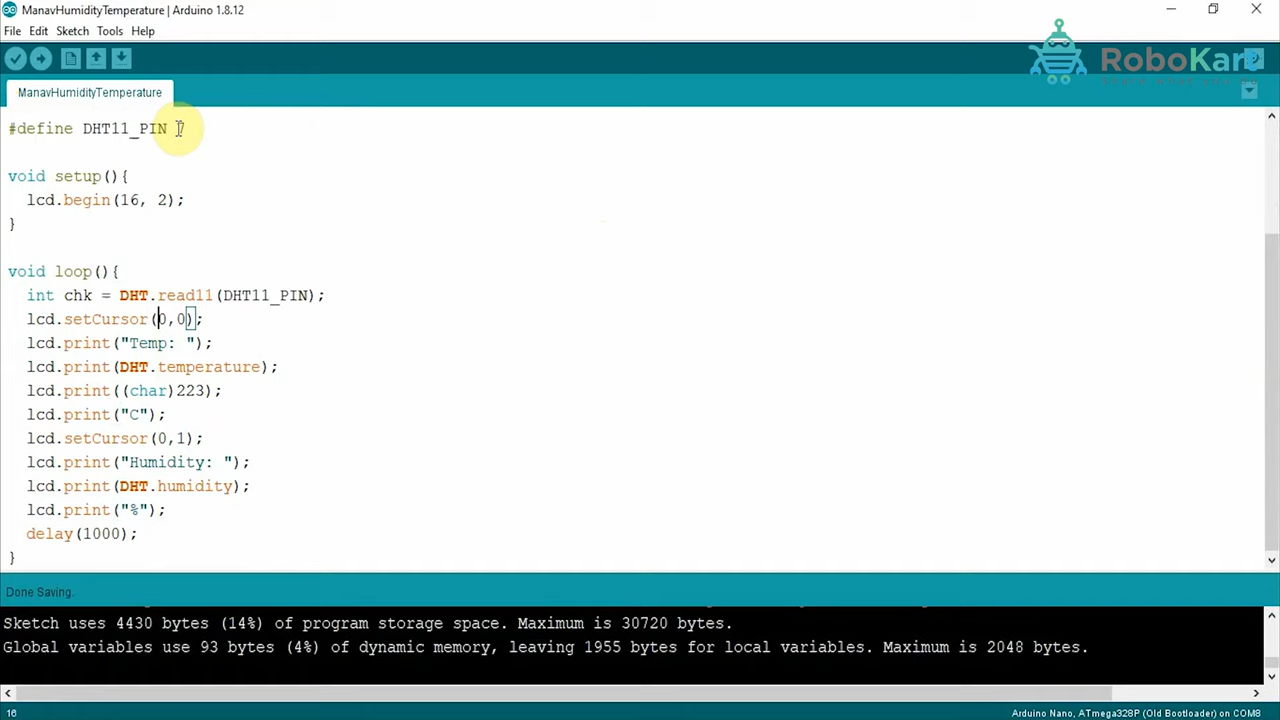 ManavHumidityTemperature | Arduino 1.8.12
File Edit Sketch Tools Help
RoboKar
ManavHumidityTemperature
#define DHT11_PIN
void setup(){
lcd.begin(16, 2);
}
void loop(){
int chk = DHT.read11(DHT11_PIN);
lcd.setCursor(0,0);
lcd.print("Temp: ");
lcd.print(DHT.temperature);
lcd.print((char)223);
lcd.print("C");
lcd.setCursor(0,1);
lcd.print("Humidity: ");
lcd.print(DHT.humidity);
lcd.print("%");
delay(1000);
}
Done Saving.
Sketch uses 4430 bytes (14%) of program storage space. Maximum is 30720 bytes.
Global variables use 93 bytes (4%) of dynamic memory, leaving 1955 bytes for local variables. Maximum is 2048 bytes.
16 Arduino Nano, ATmega328P (Old Bootloader) on COM8